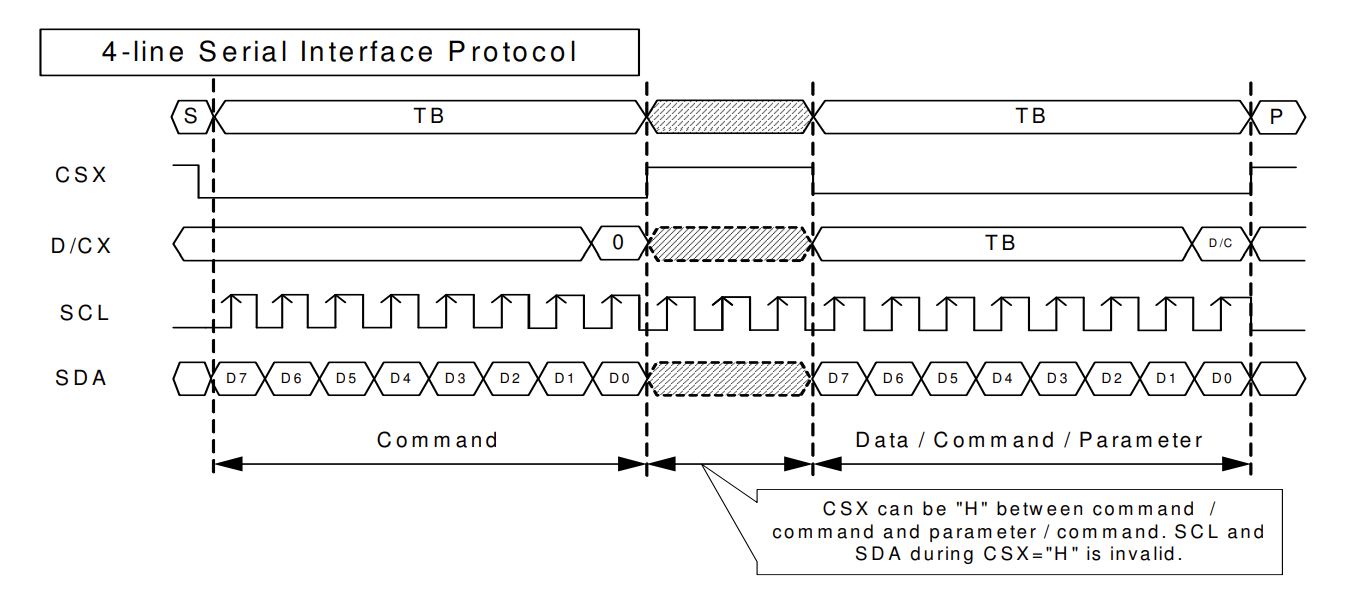 4-line Serial Interface Protocol
S TB TB P
CSX
D/CX 0 TB D/C
SCL
SDA D7 D6 D5 D4 D3 D2 D1 D0 D7 D6 D5 D4 D3 D2 D1 D0
Command Data / Command / Parameter
CSX can be "H" between command /
command and parameter / command. SCL and
SDA during CSX="H" is invalid.